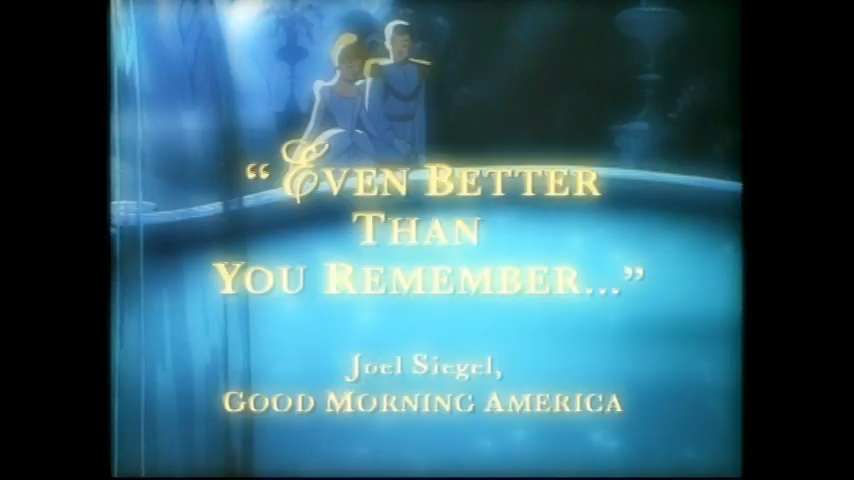 “EVEN BETTER
THAN
YOU REMEMBER...”
Joel Siegel,
GOOD MORNING AMERICA